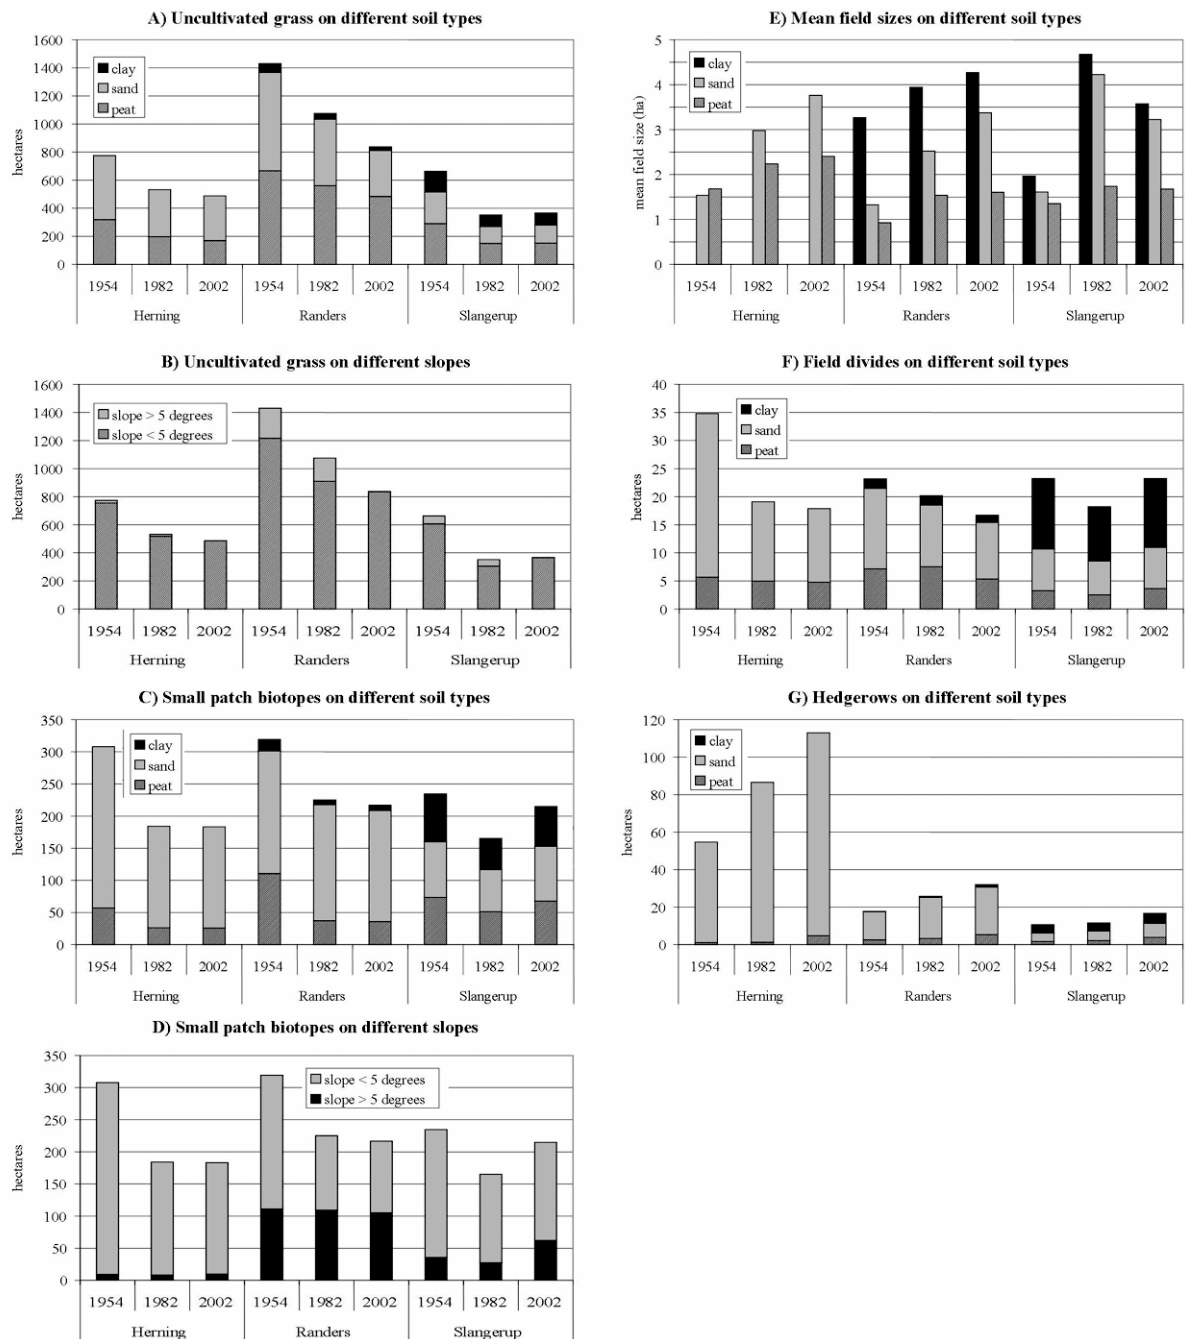 A) Uncultivated grass on different soil types
1600
1400
1200
1000
800
600
400
200
0
hectares
clay
sand
peat
1954 1982 2002 1954 1982 2002 1954 1982 2002
Herning Randers Slangerup
B) Uncultivated grass on different slopes
1600
1400
1200
1000
800
600
400
200
0
hectares
slope > 5 degrees
slope < 5 degrees
1954 1982 2002 1954 1982 2002 1954 1982 2002
Herning Randers Slangerup
C) Small patch biotopes on different soil types
350
300
250
200
150
100
50
0
hectares
clay
sand
peat
1954 1982 2002 1954 1982 2002 1954 1982 2002
Herning Randers Slangerup
D) Small patch biotopes on different slopes
350
300
250
200
150
100
50
0
hectares
slope < 5 degrees
slope > 5 degrees
1954 1982 2002 1954 1982 2002 1954 1982 2002
Herning Randers Slangerup
E) Mean field sizes on different soil types
5
4
3
2
1
0
mean field size (ha)
clay
sand
peat
1954 1982 2002 1954 1982 2002 1954 1982 2002
Herning Randers Slangerup
F) Field divides on different soil types
40
35
30
25
20
15
10
5
0
hectares
clay
sand
peat
1954 1982 2002 1954 1982 2002 1954 1982 2002
Herning Randers Slangerup
G) Hedgerows on different soil types
120
100
80
60
40
20
0
hectares
clay
sand
peat
1954 1982 2002 1954 1982 2002 1954 1982 2002
Herning Randers Slangerup